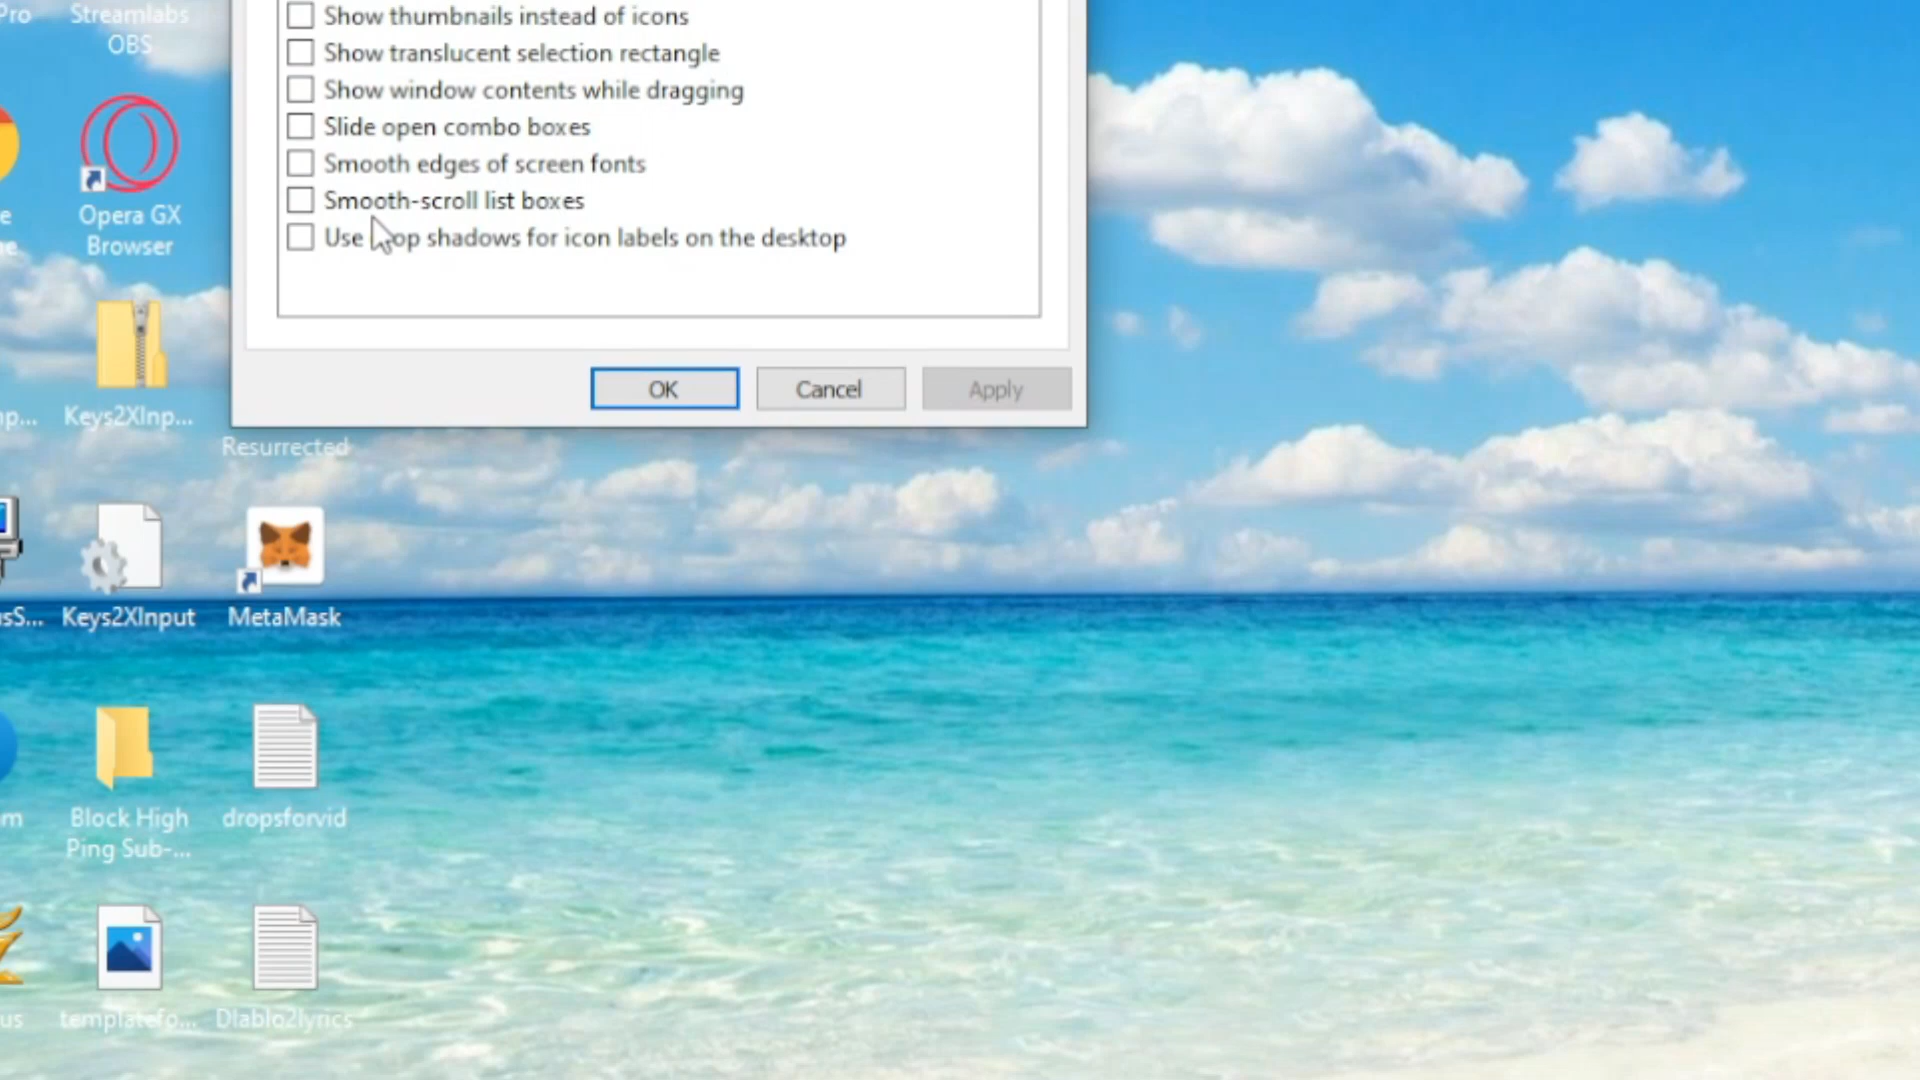 Pro
Streamlabs
OBS
Show thumbnails instead of icons
Show translucent selection rectangle
Show window contents while dragging
Slide open combo boxes
Smooth edges of screen fonts
Smooth-scroll list boxes
Use shadows for icon labels on the desktop
OK
Cancel
Apply
Opera GX
Browser
Keys2XInp...
Resurrected
Keys2XInput
MetaMask
Block High
Ping Sub-...
dropsforvid
templatefo...
Diablo2lyrics